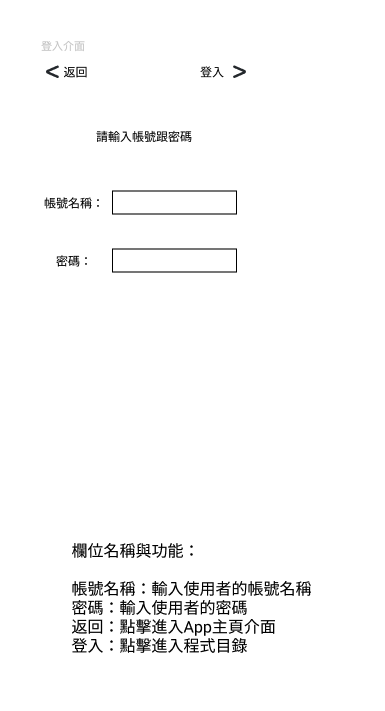 登入介面
< 返回 登入 >
請輸入帳號跟密碼
帳號名稱：
密碼：
欄位名稱與功能：
帳號名稱：輸入使用者的帳號名稱
密碼：輸入使用者的密碼
返回：點擊進入App主頁介面
登入：點擊進入程式目錄